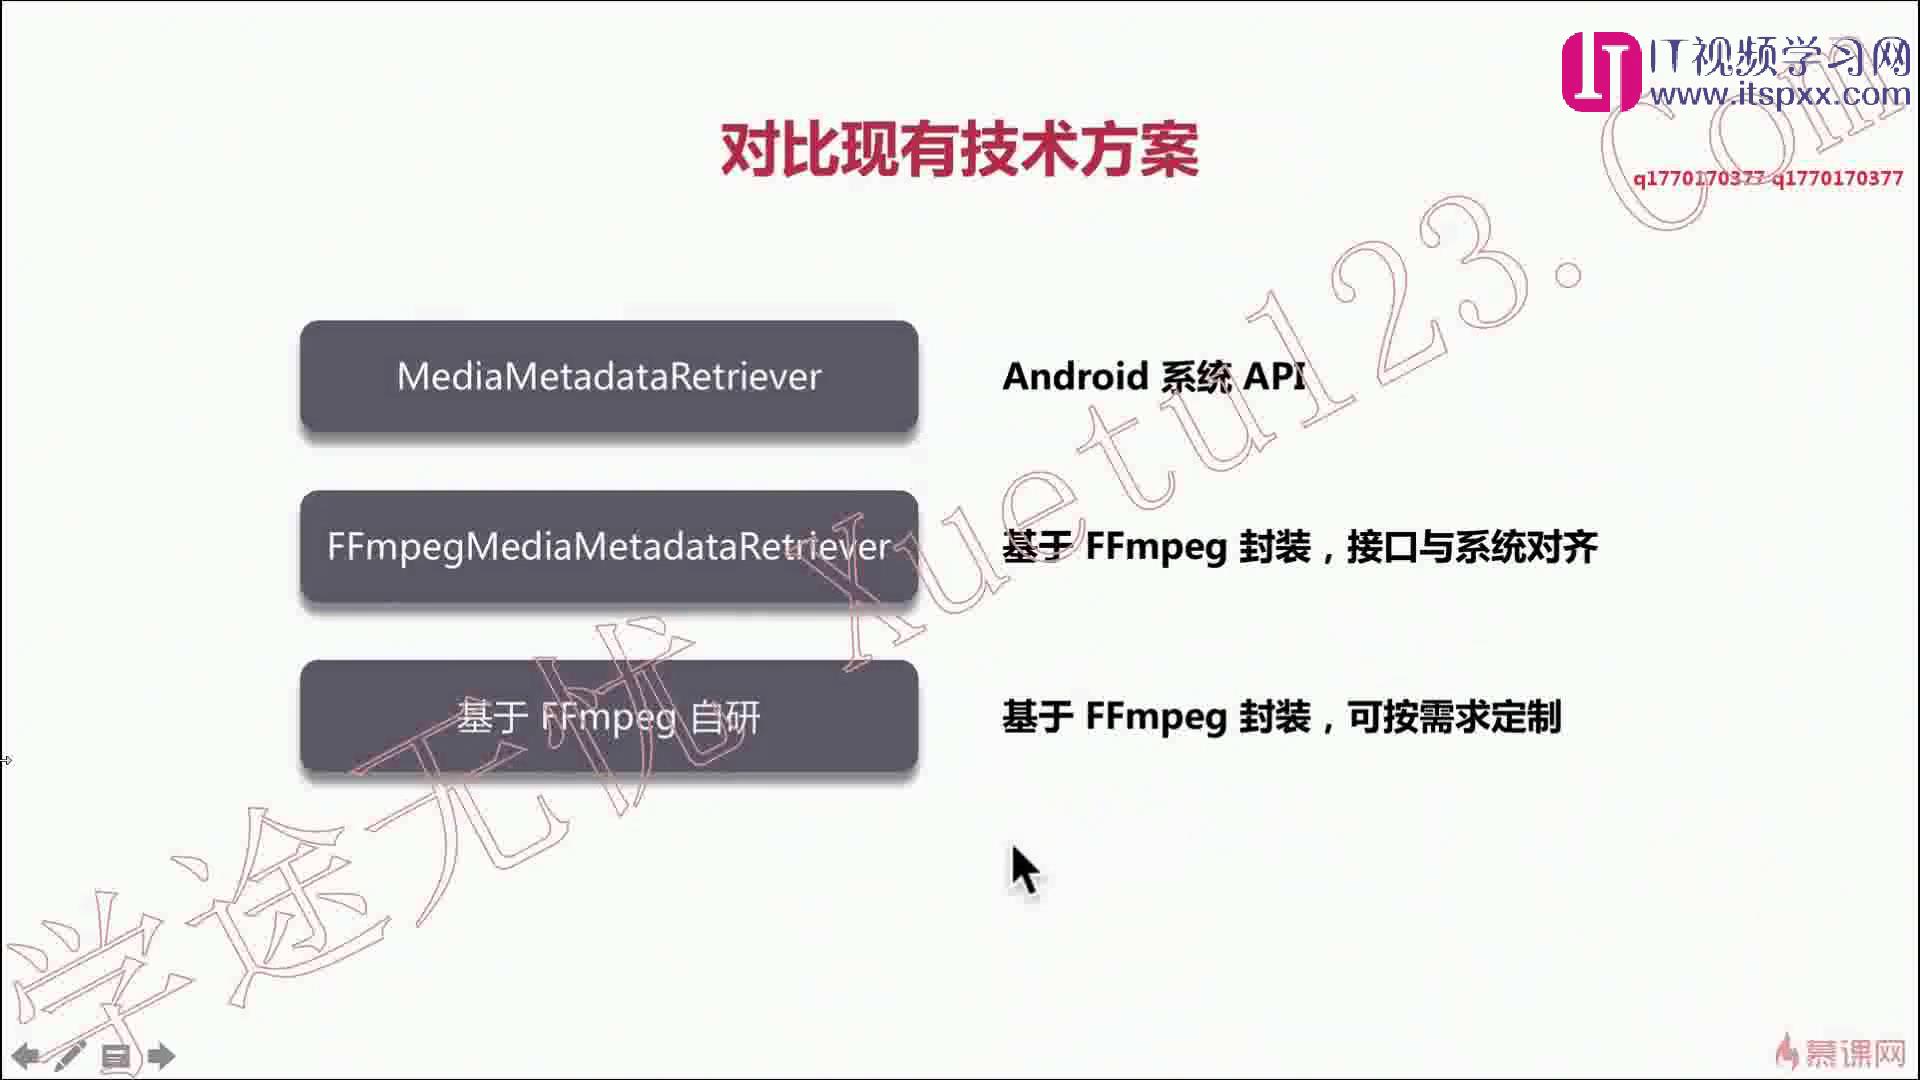 IT视频学习网
www.itspxx.com
对比现有技术方案
q1770170377-q1770170377
MediaMetadataRetriever
Android 系统 API
FFmpegMediaMetadataRetriever
基于 FFmpeg 封装，接口与系统对齐
基于 FFmpeg 自研
基于 FFmpeg 封装，可按需求定制
学途无忧 Xuetu123.Com
慕课网